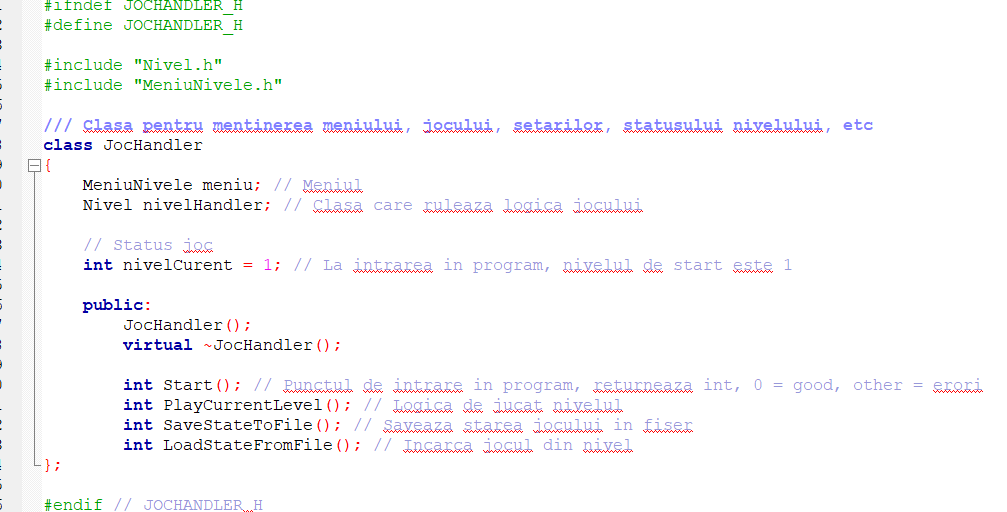 #ifndef JOCHANDLER_H
#define JOCHANDLER_H
#include "Nivel.h"
#include "MeniuNivele.h"
/// Clasa pentru mentinerea meniului, jocului, setarilor, statusului nivelului, etc
class JocHandler
{
MeniuNivele meniu; // Meniul
Nivel nivelHandler; // Clasa care ruleaza logica jocului
// Status joc
int nivelCurent = 1; // La intrarea in program, nivelul de start este 1
public:
JocHandler();
virtual ~JocHandler();
int Start(); // Punctul de intrare in program, returneaza int, 0 = good, other = erori
int PlayCurrentLevel(); // Logica de jucat nivelul
int SaveStateToFile(); // Saveaza starea jocului in fiser
int LoadStateFromFile(); // Incarca jocul din nivel
};
#endif // JOCHANDLER_H